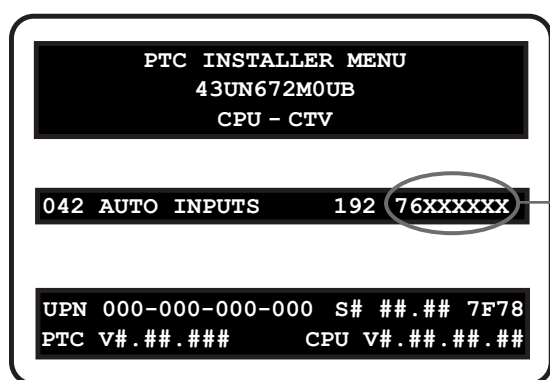 PTC INSTALLER MENU
43UN672M0UB
CPU – CTV
042 AUTO INPUTS 192 76XXXXXX
UPN 000-000-000-000 S# ##.## 7F78
PTC V#.##.### CPU V#.##.##.##